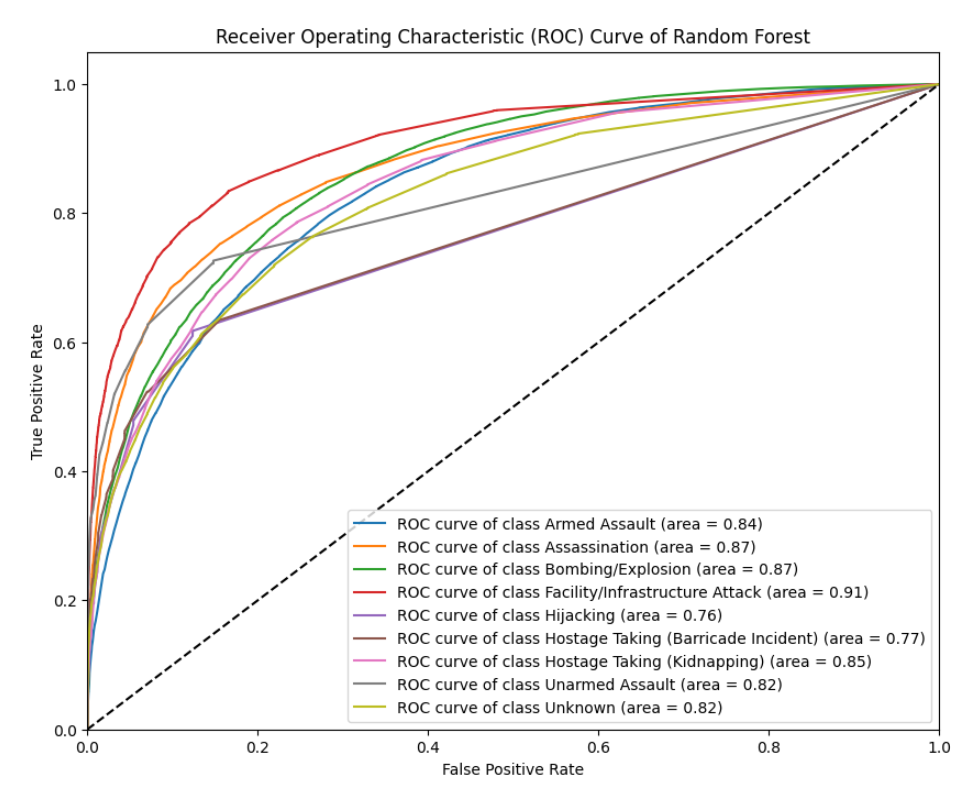 Receiver Operating Characteristic (ROC) Curve of Random Forest
True Positive Rate
1.0
0.8
0.6
0.4
0.2
0.0
ROC curve of class Armed Assault (area = 0.84)
ROC curve of class Assassination (area = 0.87)
ROC curve of class Bombing/Explosion (area = 0.87)
ROC curve of class Facility/Infrastructure Attack (area = 0.91)
ROC curve of class Hijacking (area = 0.76)
ROC curve of class Hostage Taking (Barricade Incident) (area = 0.77)
ROC curve of class Hostage Taking (Kidnapping) (area = 0.85)
ROC curve of class Unarmed Assault (area = 0.82)
ROC curve of class Unknown (area = 0.82)
0.0 0.2 0.4 0.6 0.8 1.0
False Positive Rate